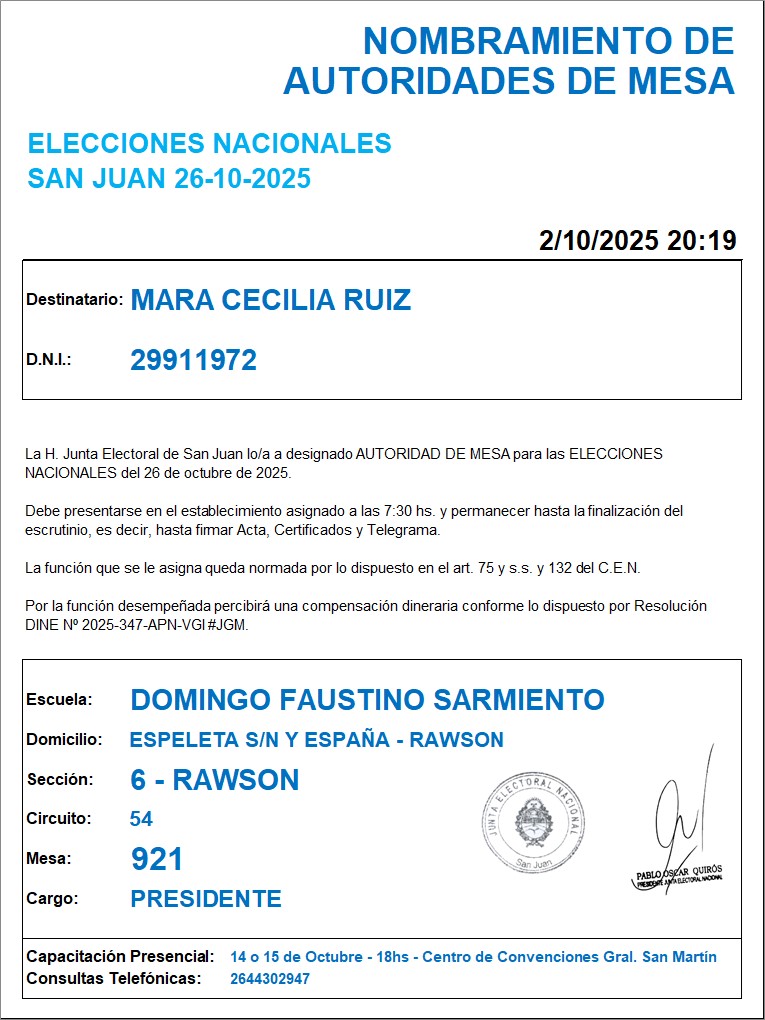 NOMBRAMIENTO DE
AUTORIDADES DE MESA
ELECCIONES NACIONALES
SAN JUAN 26-10-2025
2/10/2025 20:19
Destinatario: MARA CECILIA RUIZ
D.N.I.: 29911972
La H. Junta Electoral de San Juan lo/a a designado AUTORIDAD DE MESA para las ELECCIONES
NACIONALES del 26 de octubre de 2025.
Debe presentarse en el establecimiento asignado a las 7:30 hs. y permanecer hasta la finalización del
escrutinio, es decir, hasta firmar Acta, Certificados y Telegrama.
La función que se le asigna queda normada por lo dispuesto en el art. 75 y s.s. y 132 del C.E.N.
Por la función desempeñada percibirá una compensación dineraria conforme lo dispuesto por Resolución
DINE Nº 2025-347-APN-VGI#JGM.
Escuela: DOMINGO FAUSTINO SARMIENTO
Domicilio: ESPELETA S/N Y ESPAÑA - RAWSON
Sección: 6 - RAWSON
Circuito: 54
Mesa: 921
Cargo: PRESIDENTE
JUNTA ELECTORAL NACIONAL
San Juan
PABLO OSCAR QUIRÓS
PRESIDENTE JUNTA ELECTORAL NACIONAL
Capacitación Presencial: 14 o 15 de Octubre - 18hs - Centro de Convenciones Gral. San Martín
Consultas Telefónicas: 2644302947